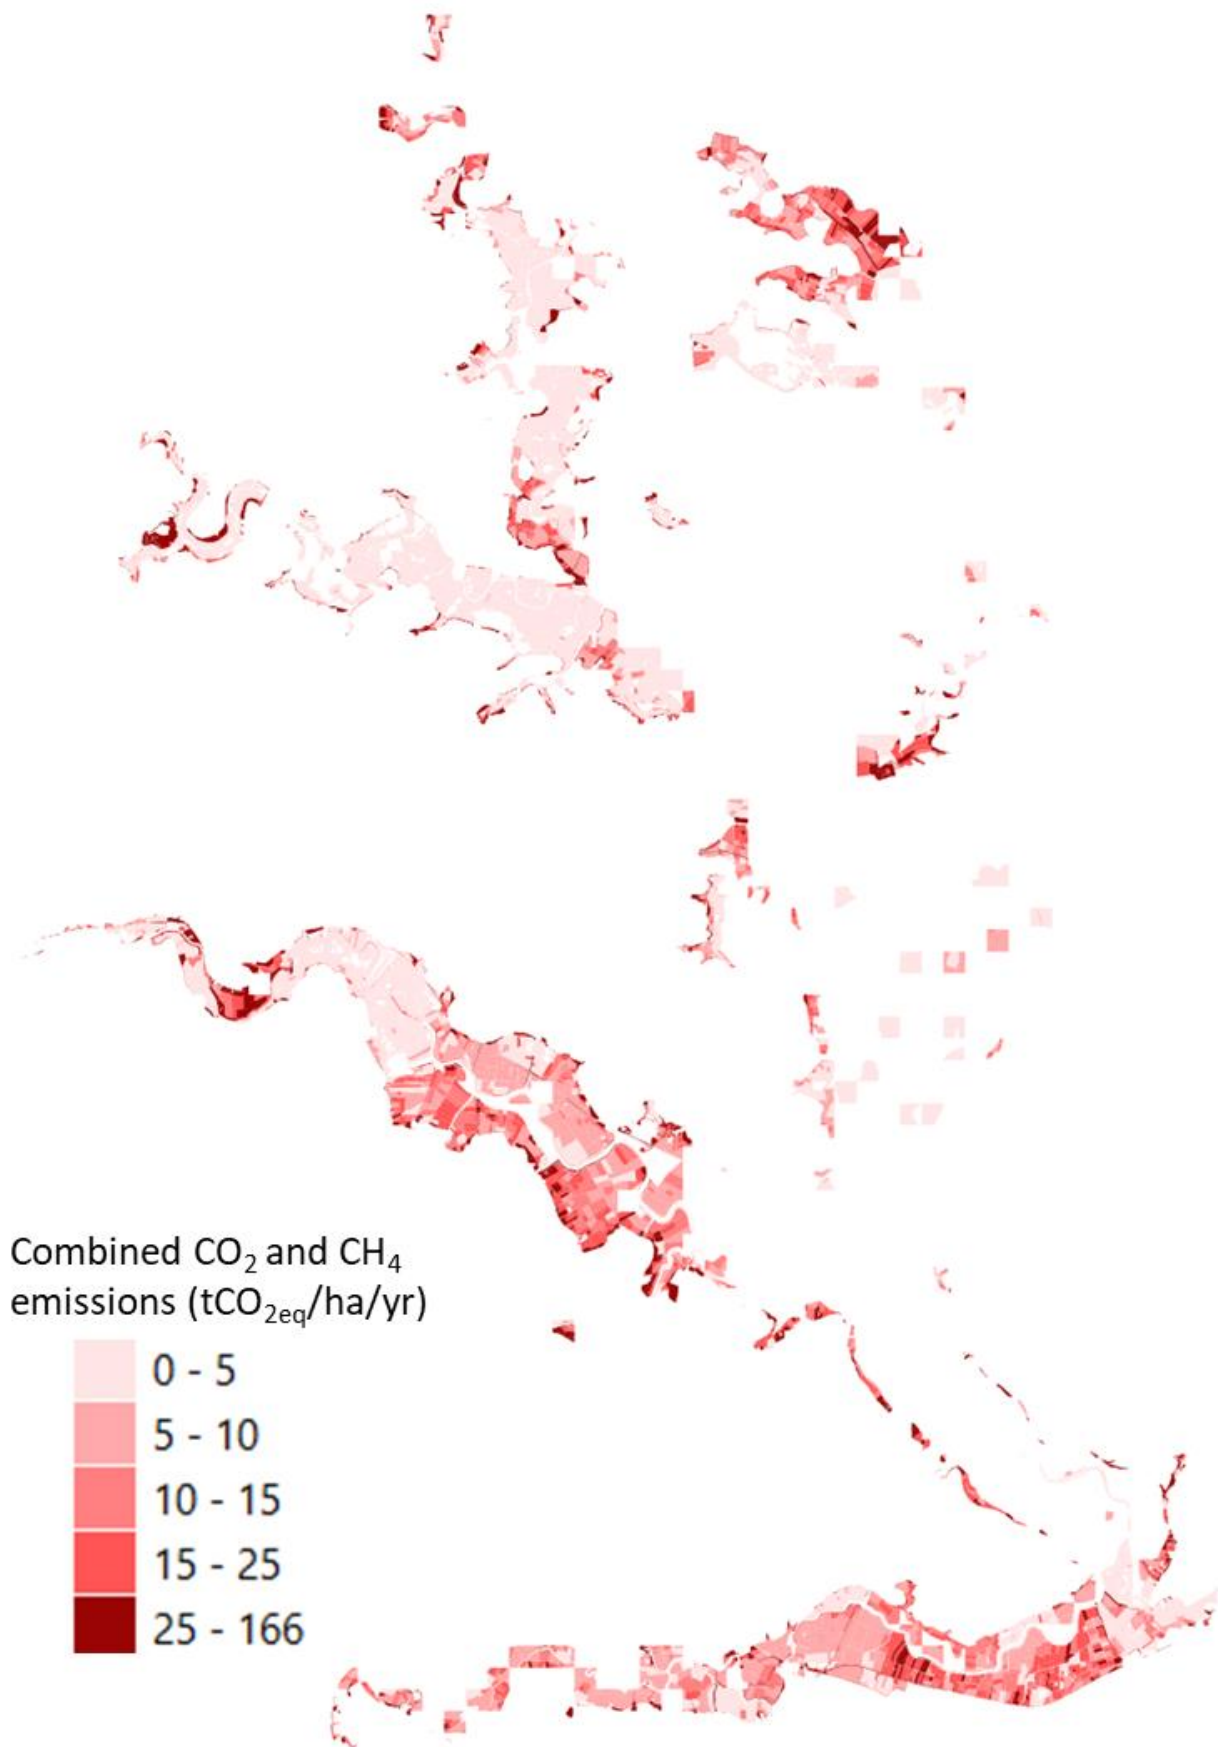 Combined CO₂ and CH₄
emissions (tCO₂eq/ha/yr)
0 - 5
5 - 10
10 - 15
15 - 25
25 - 166